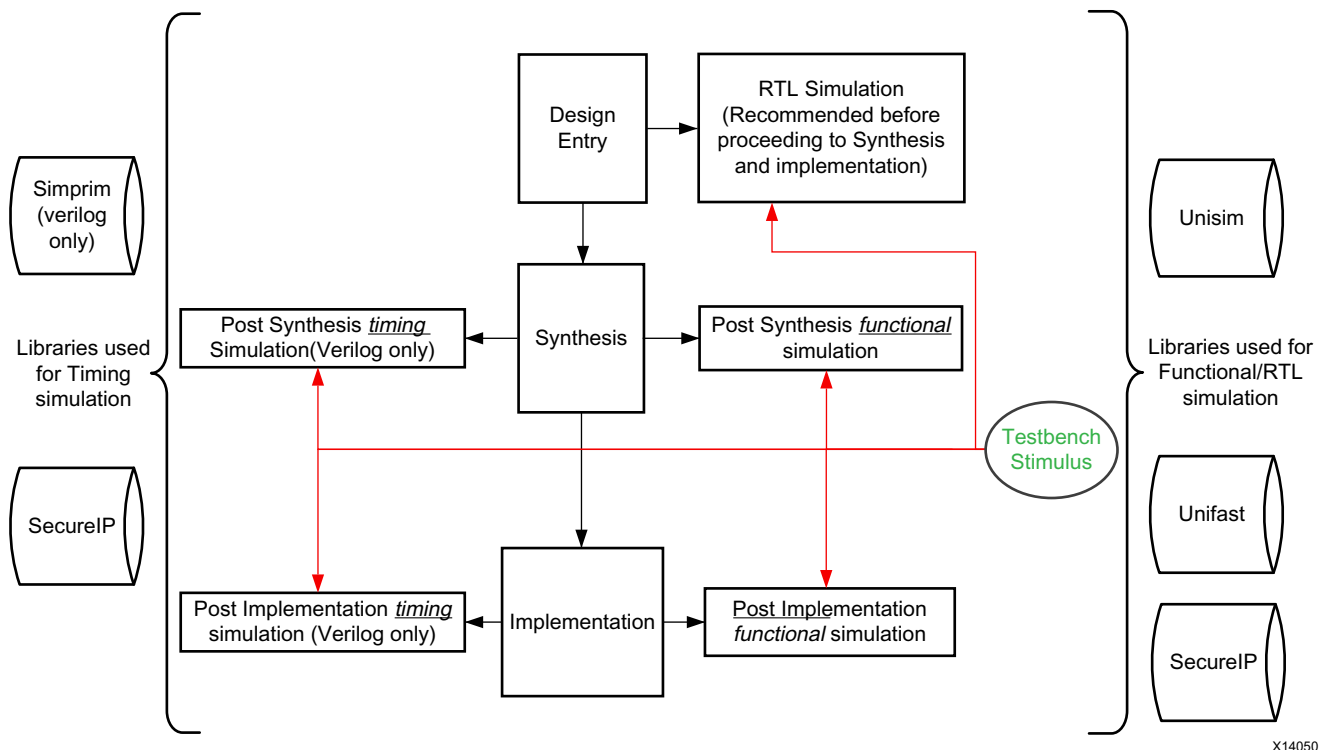 Design
Entry
RTL Simulation
(Recommended before
proceeding to Synthesis
and implementation)
Simprim
(verilog
only)
Unisim
Post Synthesis timing
Simulation(Verilog only)
Synthesis
Post Synthesis functional
simulation
Libraries used
for Timing
simulation
Libraries used for
Functional/RTL
simulation
Testbench
Stimulus
SecureIP
Unifast
Post Implementation timing
simulation (Verilog only)
Implementation
Post Implementation
functional simulation
SecureIP
X14050